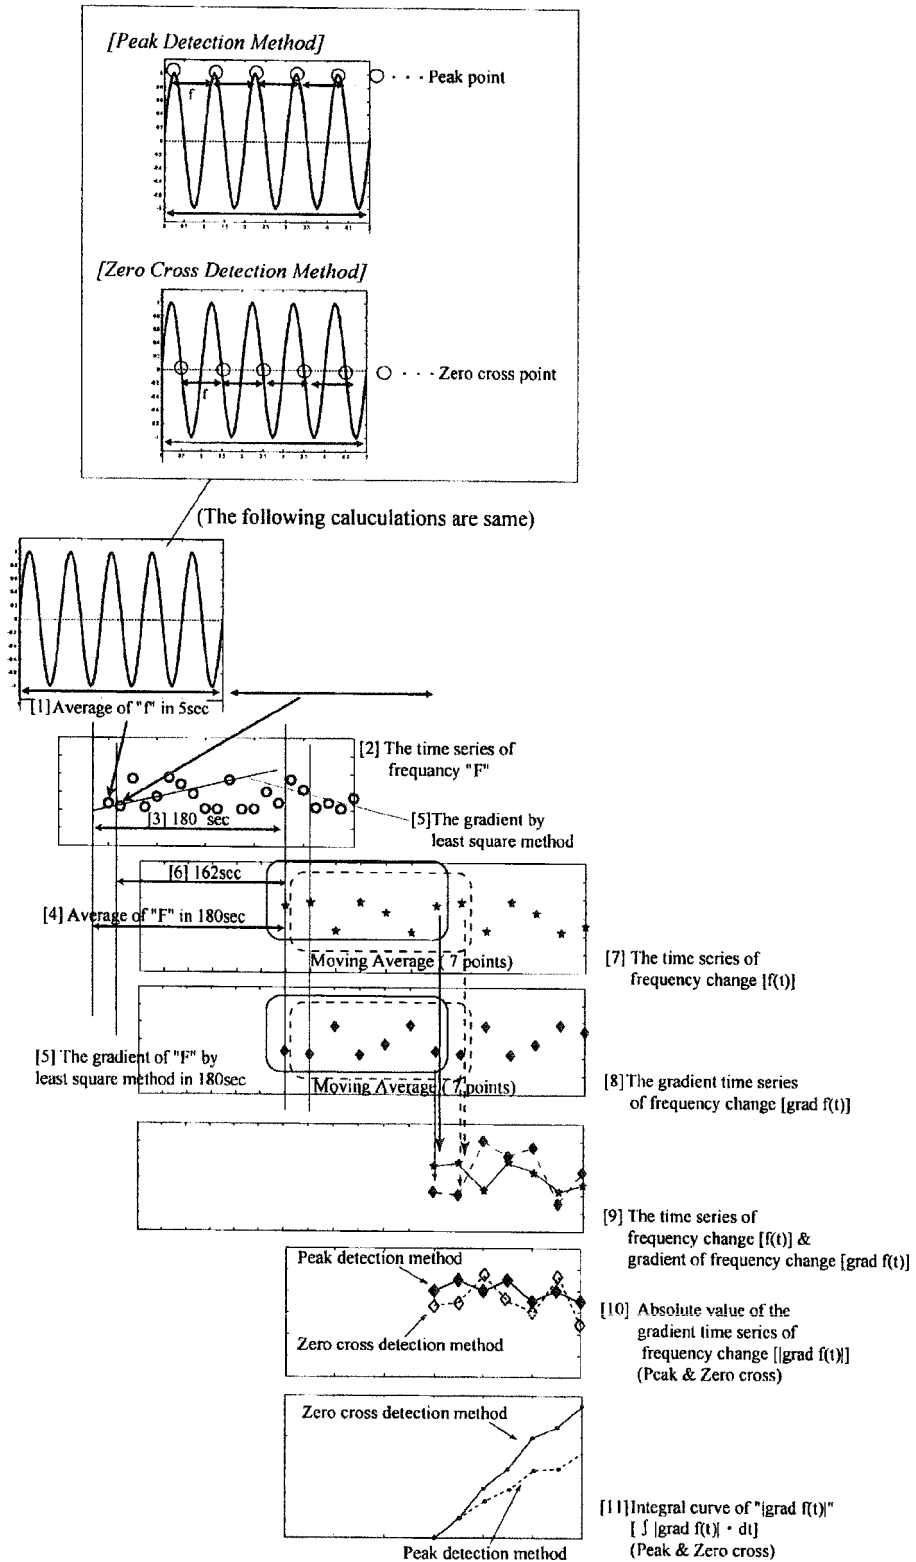 [Peak Detection Method]
○ · · · Peak point
f
[Zero Cross Detection Method]
○ · · · Zero cross point
f
(The following caluculations are same)
[1] Average of "f" in 5sec
[2] The time series of
frequancy "F"
[3] 180 sec
[5]The gradient by
least square method
[6] 162sec
[4] Average of "F" in 180sec
Moving Average ( 7 points)
[7] The time series of
frequency change [f(t)]
[5] The gradient of "F" by
least square method in 180sec
Moving Average ( 7 points)
[8] The gradient time series
of frequency change [grad f(t)]
[9] The time series of
frequency change [f(t)] &
gradient of frequency change [grad f(t)]
Peak detection method
Zero cross detection method
[10] Absolute value of the
gradient time series of
frequency change [|grad f(t)|]
(Peak & Zero cross)
Zero cross detection method
Peak detection method
[11] Integral curve of "|grad f(t)|"
[ ∫ |grad f(t)| · dt]
(Peak & Zero cross)